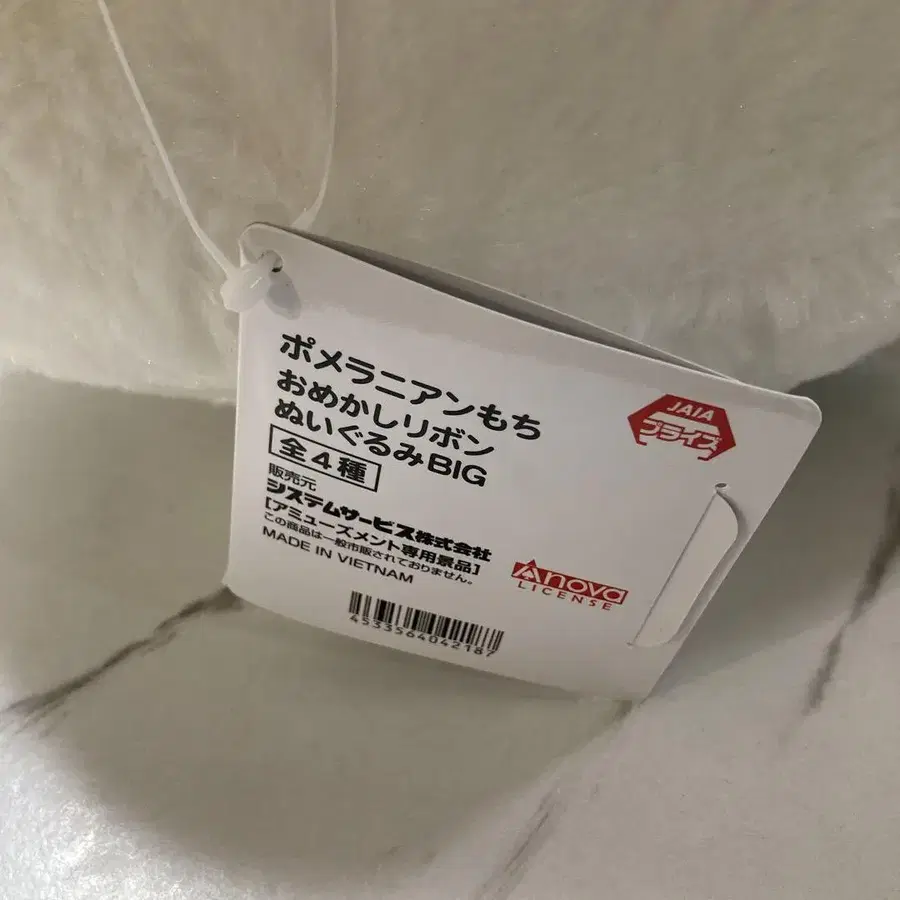 ポメラニアンもち
おめかしリボン
ぬいぐるみBIG
全4種
販売元
システムサービス株式会社
[アミューズメント専用景品]
この商品は一般市販されておりません。
MADE IN VIETNAM
4533564042187
JAIA
プライズ
Anova
LICENSE